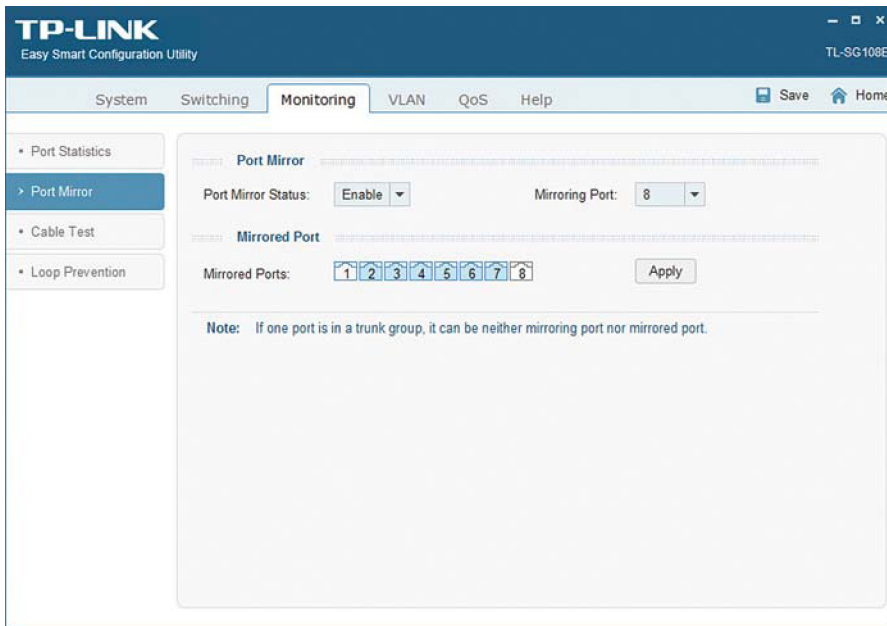 TP-LINK
Easy Smart Configuration Utility
TL-SG108E
System Switching Monitoring VLAN QoS Help Save Home
Port Statistics
Port Mirror
Cable Test
Loop Prevention
Port Mirror
Port Mirror Status: Enable Mirroring Port: 8
Mirrored Port
Mirrored Ports: 1 2 3 4 5 6 7 8 Apply
Note: If one port is in a trunk group, it can be neither mirroring port nor mirrored port.